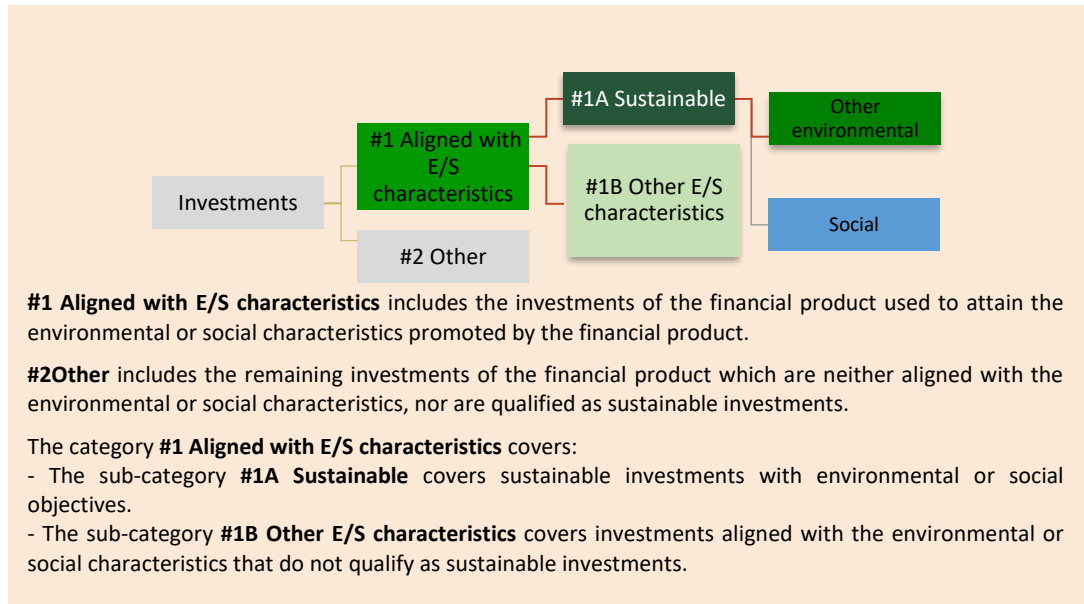 #1A Sustainable
Other
environmental
#1 Aligned with
E/S
characteristics
#1B Other E/S
characteristics
Investments
Social
#2 Other
#1 Aligned with E/S characteristics includes the investments of the financial product used to attain the
environmental or social characteristics promoted by the financial product.
#2Other includes the remaining investments of the financial product which are neither aligned with the
environmental or social characteristics, nor are qualified as sustainable investments.
The category #1 Aligned with E/S characteristics covers:
- The sub-category #1A Sustainable covers sustainable investments with environmental or social
objectives.
- The sub-category #1B Other E/S characteristics covers investments aligned with the environmental or
social characteristics that do not qualify as sustainable investments.